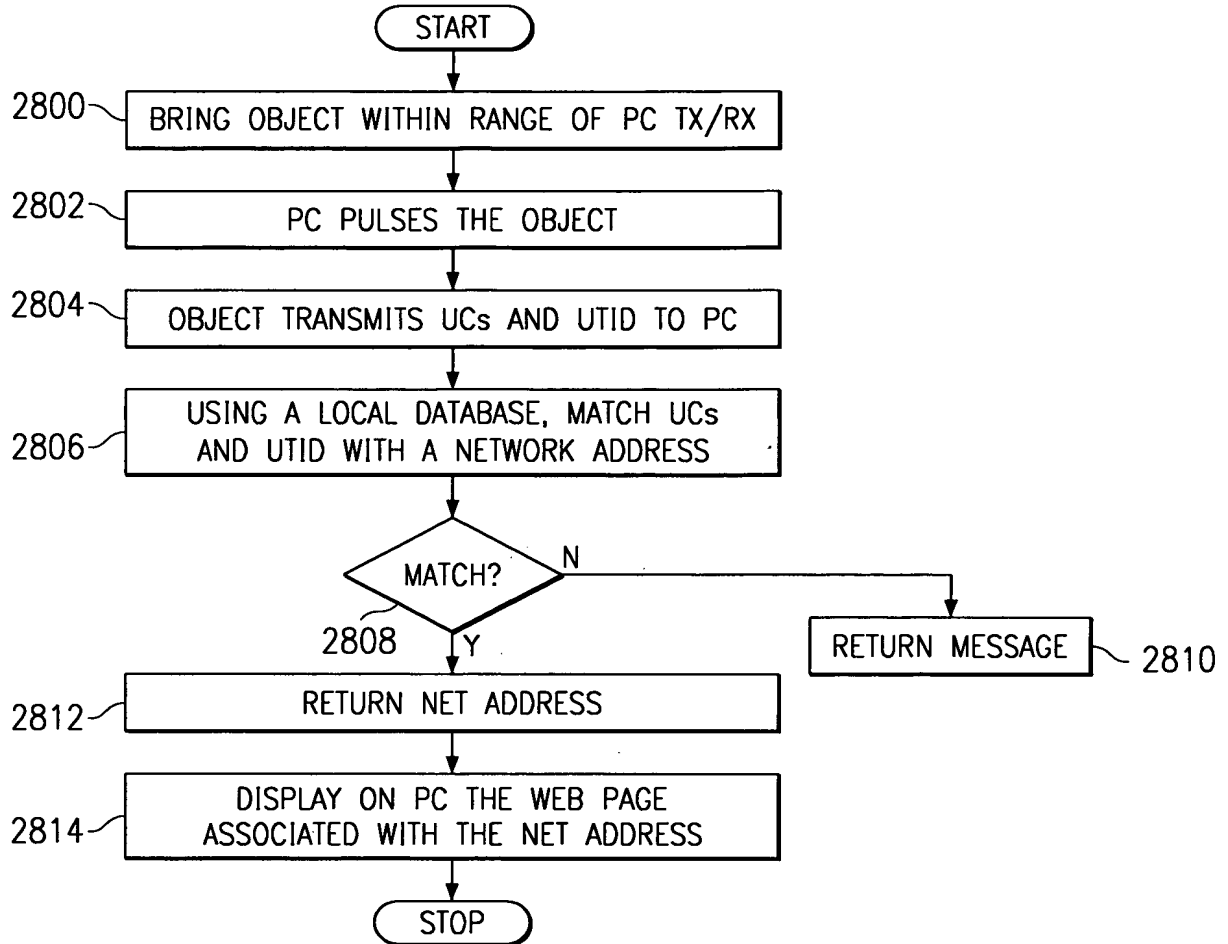 START
2800
BRING OBJECT WITHIN RANGE OF PC TX/RX
2802
PC PULSES THE OBJECT
2804
OBJECT TRANSMITS UCs AND UTID TO PC
2806
USING A LOCAL DATABASE, MATCH UCs
AND UTID WITH A NETWORK ADDRESS
MATCH?
N
2808
Y
RETURN MESSAGE
2810
2812
RETURN NET ADDRESS
2814
DISPLAY ON PC THE WEB PAGE
ASSOCIATED WITH THE NET ADDRESS
STOP